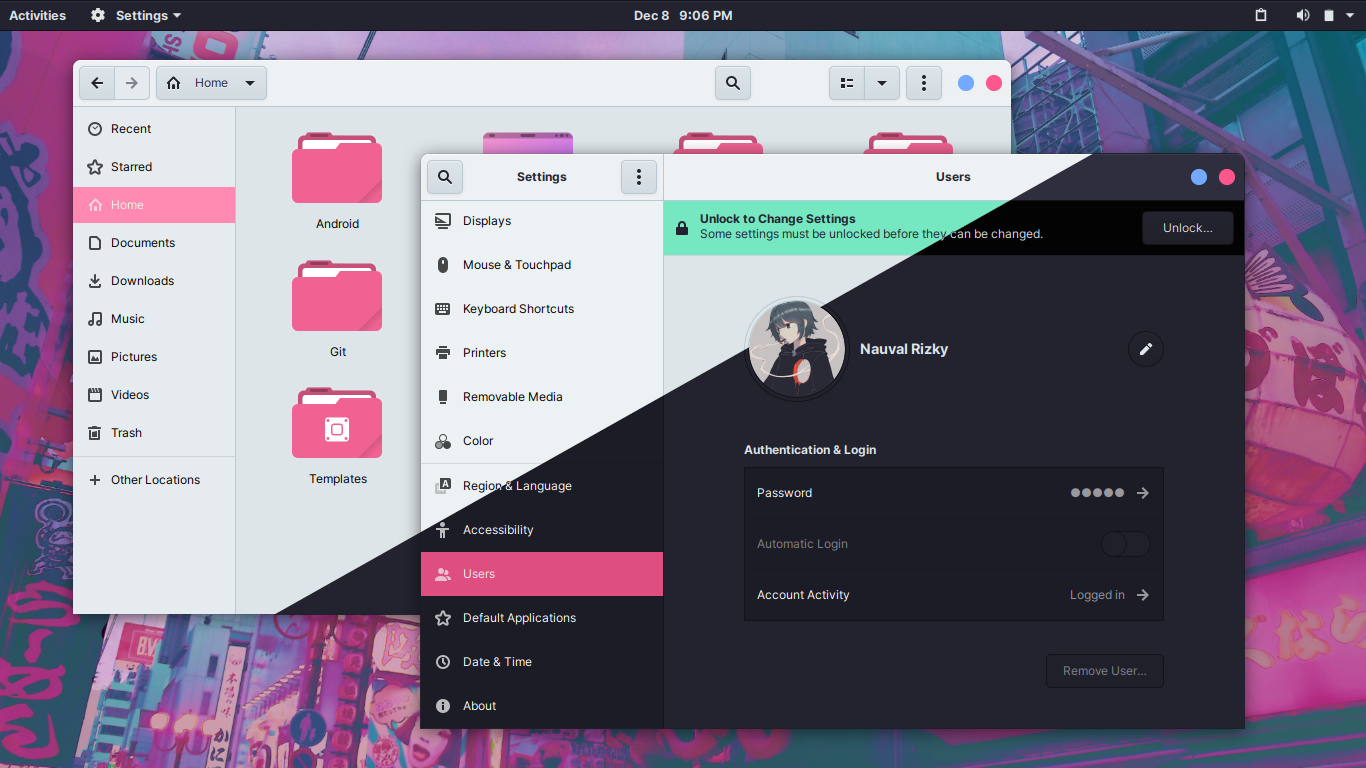 Activities
Settings
Dec 8 9:06 PM
Home
Recent
Starred
Home
Documents
Downloads
Music
Pictures
Videos
Trash
Other Locations
Android
Git
Templates
Settings
Users
Displays
Mouse & Touchpad
Keyboard Shortcuts
Printers
Removable Media
Color
Region & Language
Accessibility
Users
Default Applications
Date & Time
About
Unlock to Change Settings
Some settings must be unlocked before they can be changed.
Unlock...
Nauval Rizky
Authentication & Login
Password
Automatic Login
Account Activity
Logged in
Remove User...